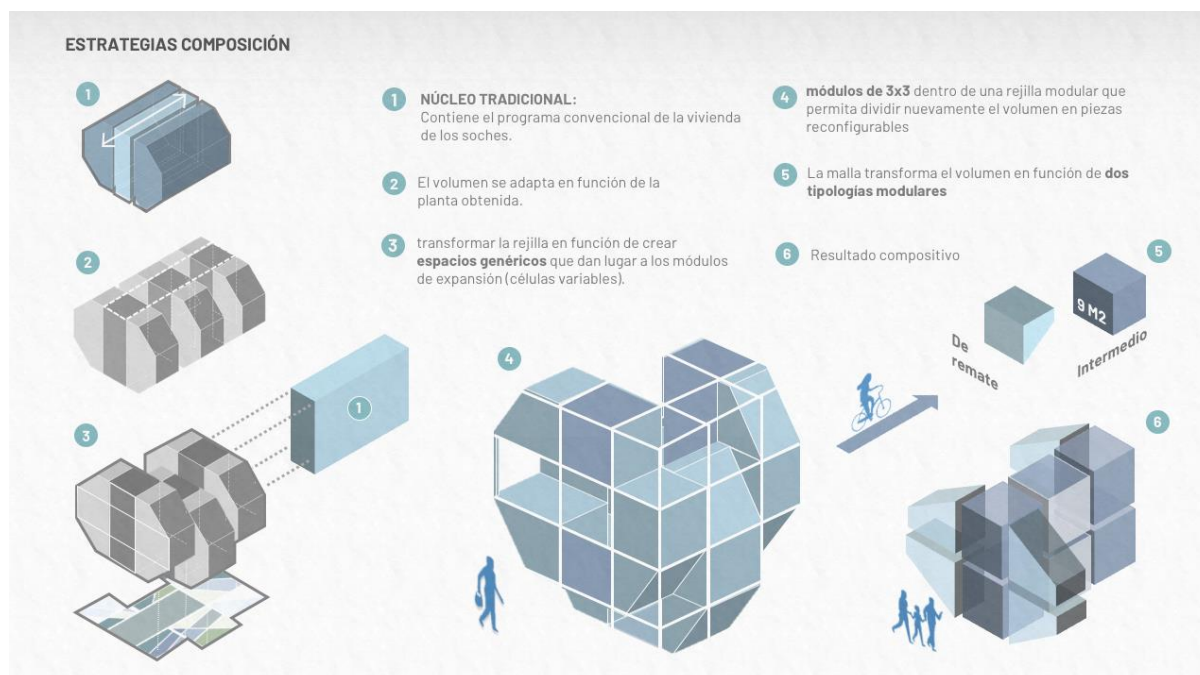 ESTRATEGIAS COMPOSICIÓN
1
2
3
1
1
NÚCLEO TRADICIONAL:
Contiene el programa convencional de la vivienda
de los soches.
2
El volumen se adapta en función de la
planta obtenida.
3
transformar la rejilla en función de crear
espacios genéricos que dan lugar a los módulos
de expansión (células variables).
4
módulos de 3x3 dentro de una rejilla modular que
permita dividir nuevamente el volumen en piezas
reconfigurables
5
La malla transforma el volumen en función de dos
tipologías modulares
6
Resultado compositivo
4
5
9 M2
De
remate
Intermedio
6